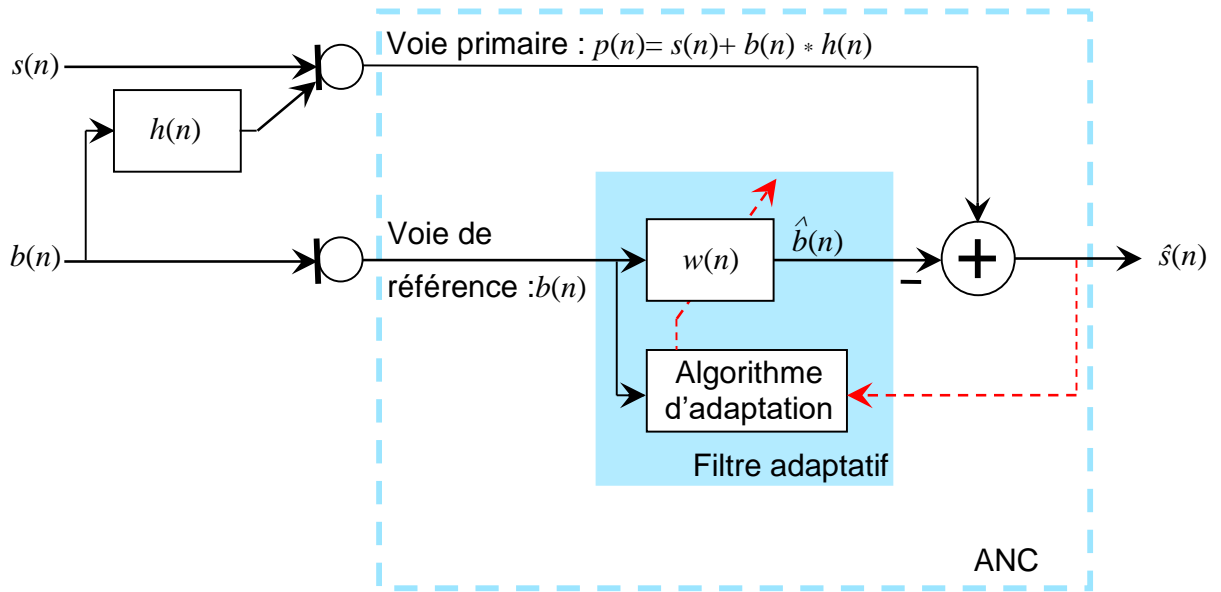 Voie primaire : p(n)= s(n)+ b(n) * h(n)
s(n)
h(n)
Voie de
référence :b(n)
b(n)
w(n)
b̂(n)
+
−
ŝ(n)
Algorithme
d’adaptation
Filtre adaptatif
ANC